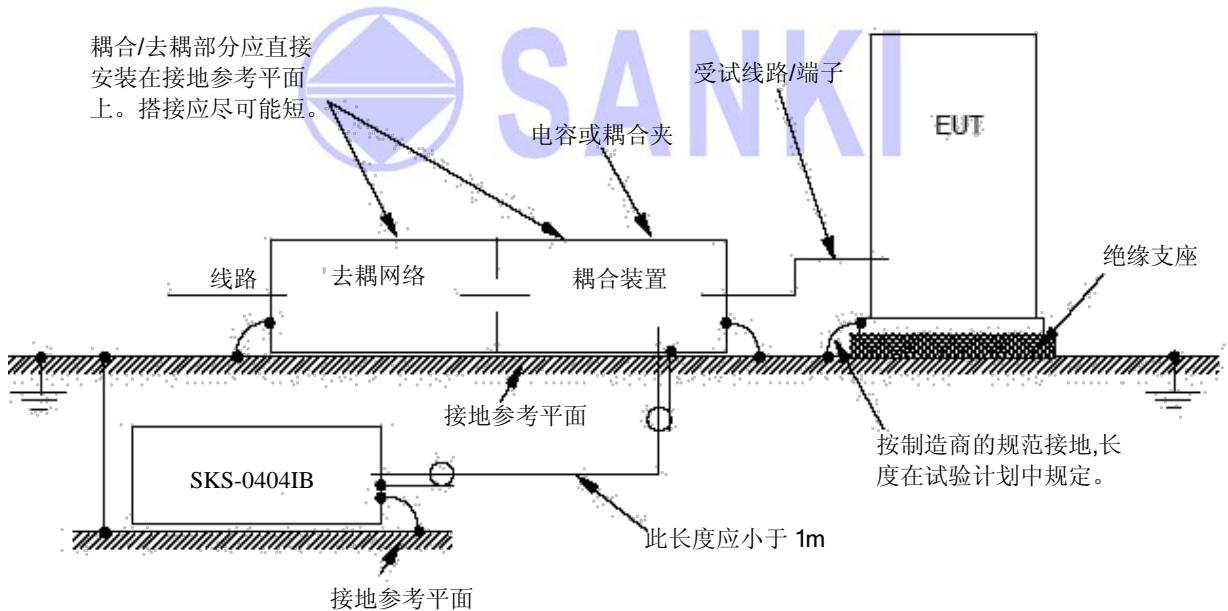 SANKI
耦合/去耦部分应直接
安装在接地参考平面
上。搭接应尽可能短。
受试线路/端子
EUT
电容或耦合夹
线路
去耦网络
耦合装置
绝缘支座
接地参考平面
按制造商的规范接地,长
度在试验计划中规定。
SKS-0404IB
此长度应小于 1m
接地参考平面